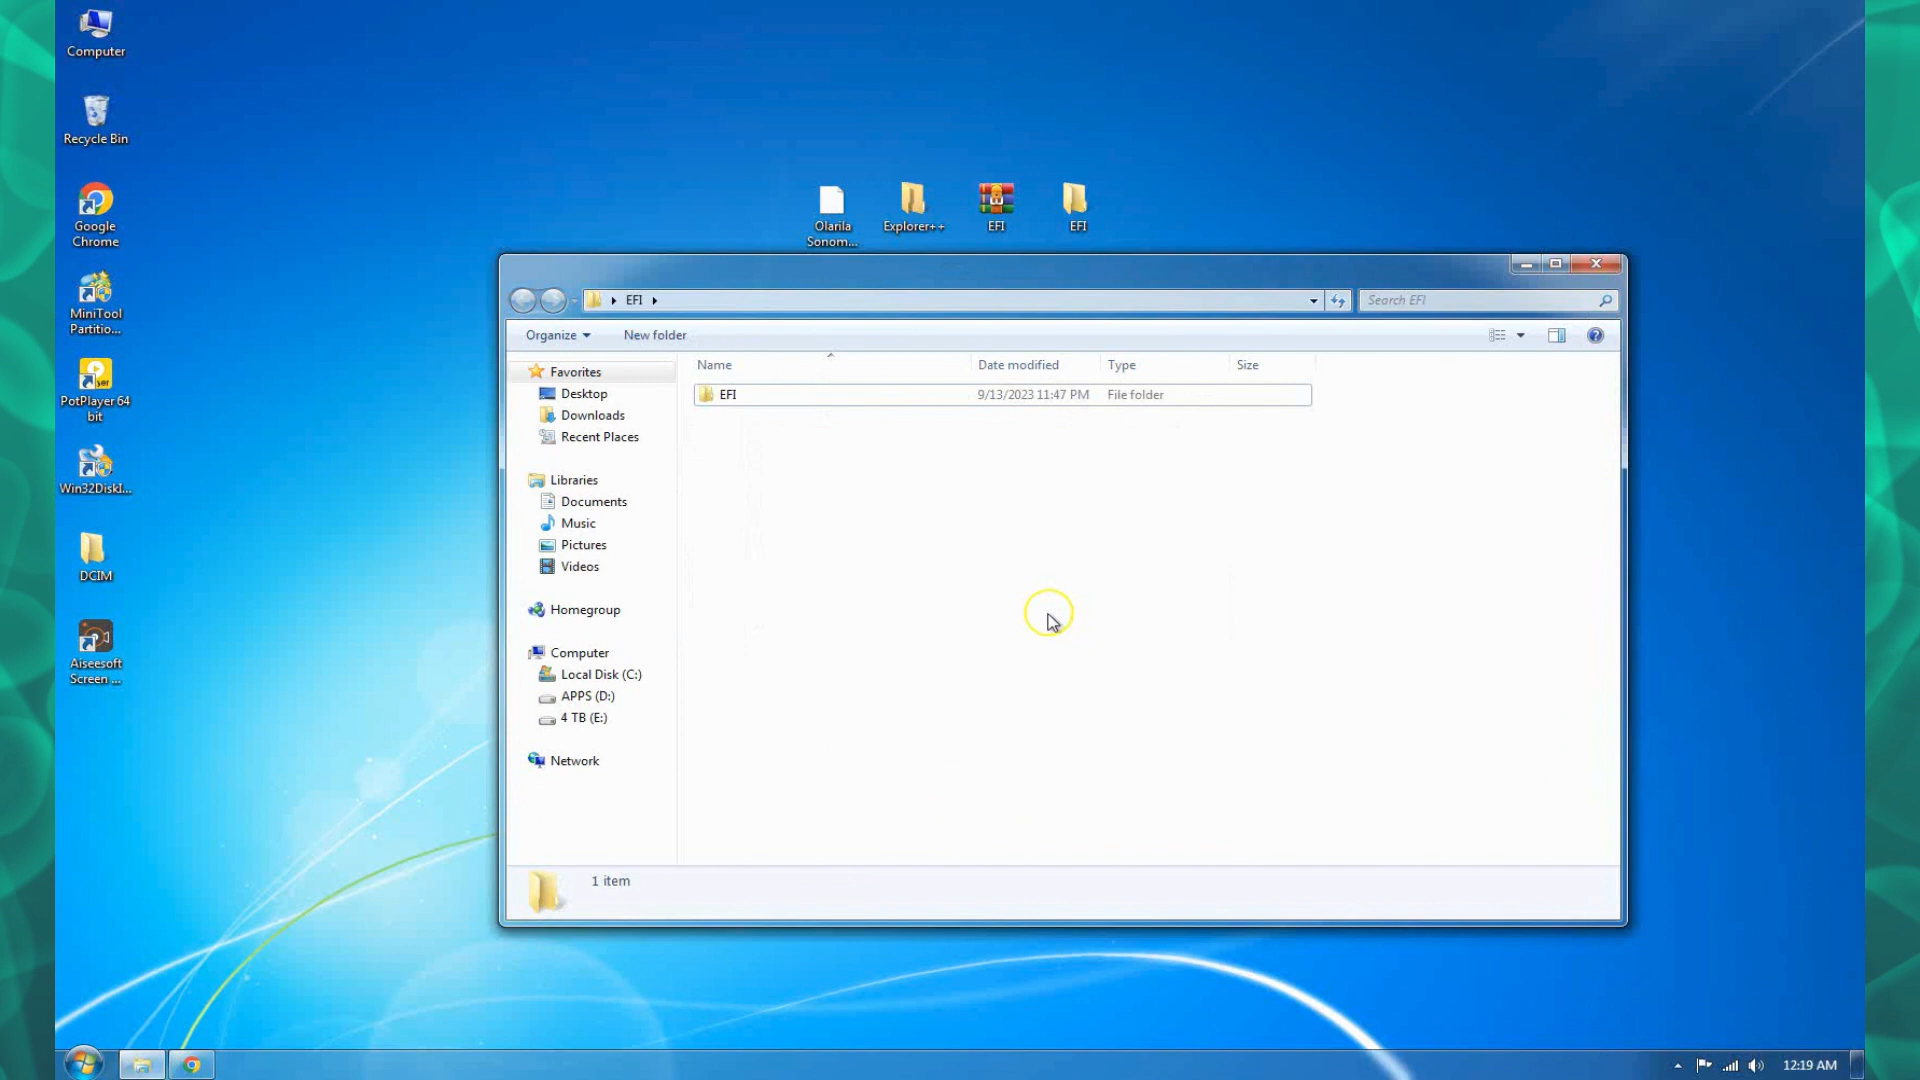 Computer
Recycle Bin
Google
Chrome
MiniTool
Partitio...
PotPlayer 64
bit
Win32DiskI...
DCIM
Aiseesoft
Screen ...
Olarila
Sonom...
Explorer++
EFI
EFI
EFI
Search EFI
Organize
New folder
Name
Date modified
Type
Size
EFI
9/13/2023 11:47 PM
File folder
Favorites
Desktop
Downloads
Recent Places
Libraries
Documents
Music
Pictures
Videos
Homegroup
Computer
Local Disk (C:)
APPS (D:)
4 TB (E:)
Network
1 item
12:19 AM